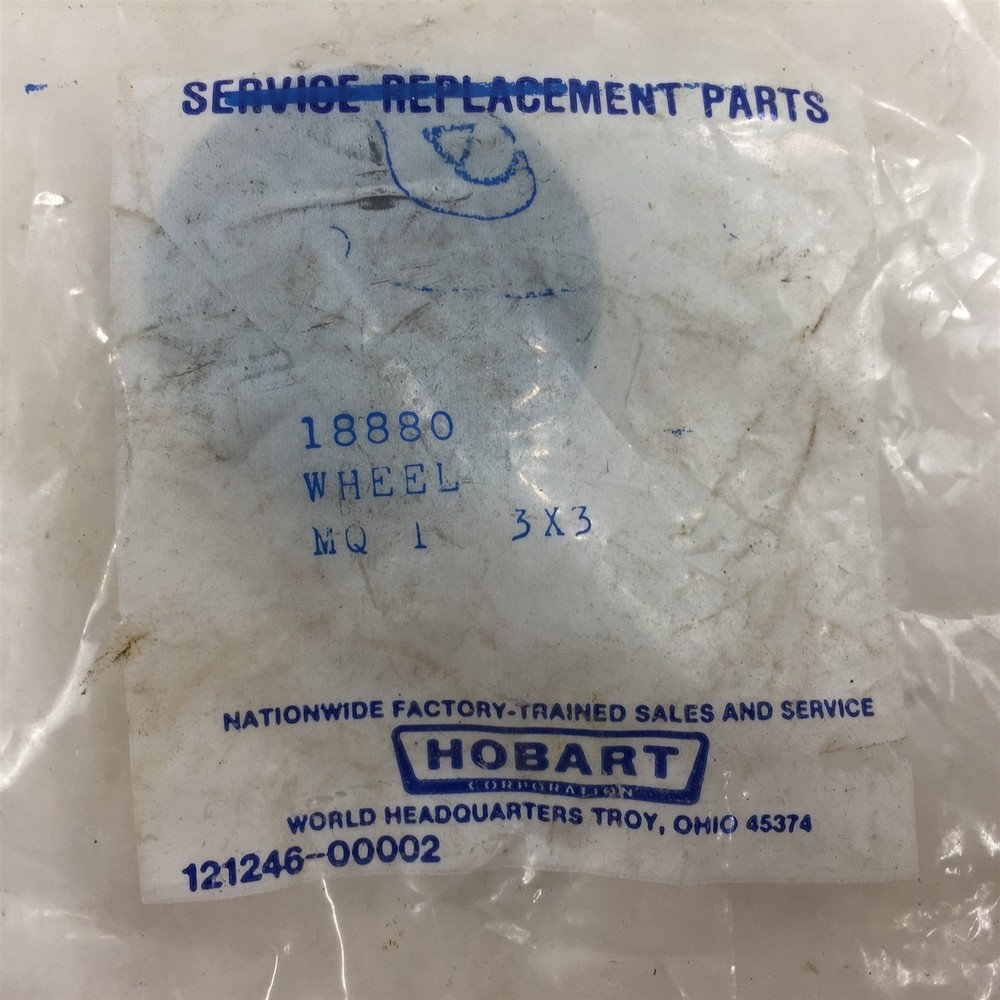 SERVICE REPLACEMENT PARTS
18880
WHEEL
MQ 1 3X3
NATIONWIDE FACTORY-TRAINED SALES AND SERVICE
HOBART
CORPORATION
WORLD HEADQUARTERS TROY, OHIO 45374
121246-00002